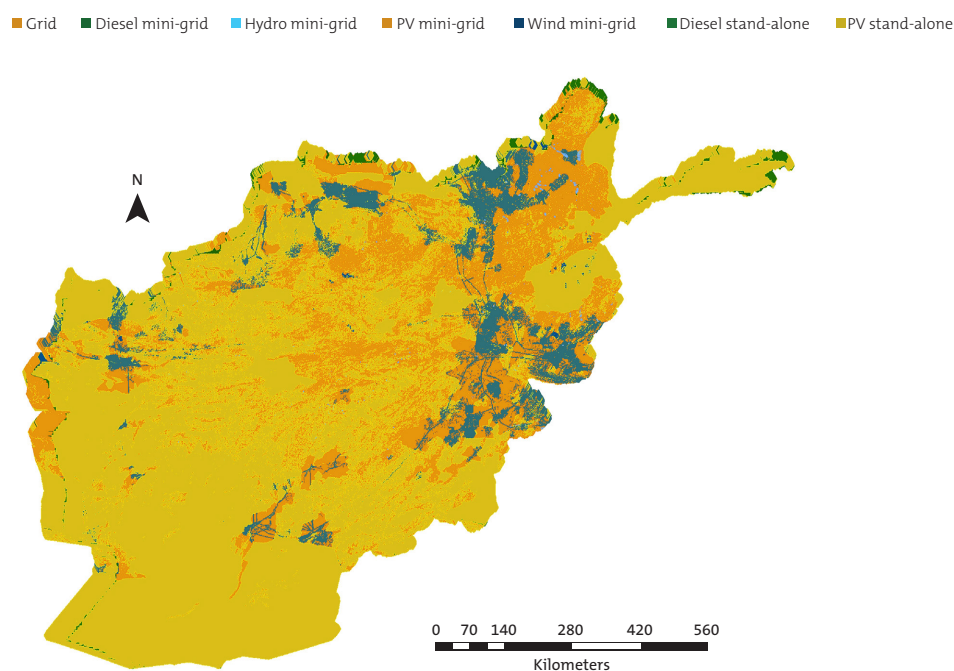 Grid Diesel mini-grid Hydro mini-grid PV mini-grid Wind mini-grid Diesel stand-alone PV stand-alone
N
0 70 140 280 420 560
Kilometers